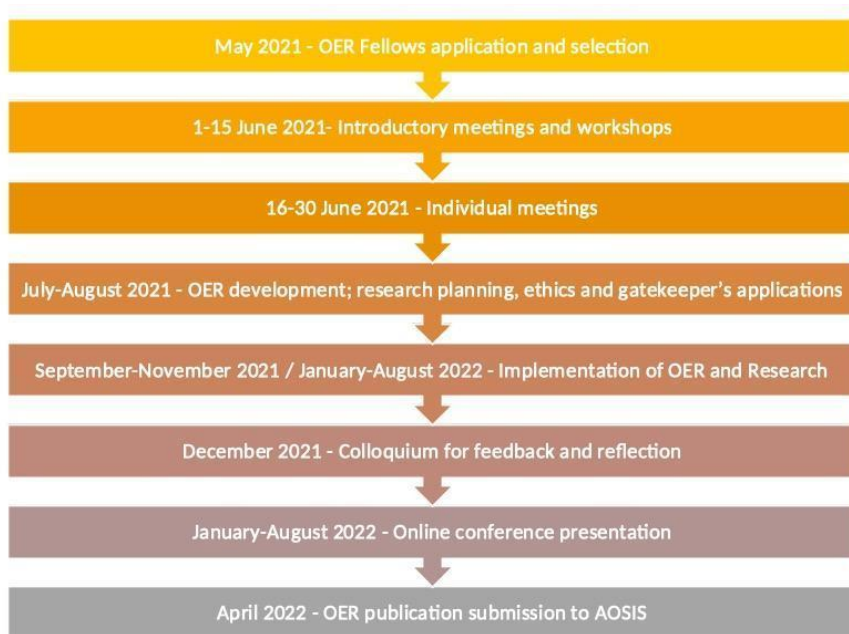 May 2021 - OER Fellows application and selection
1-15 June 2021- Introductory meetings and workshops
16-30 June 2021 - Individual meetings
July-August 2021 - OER development; research planning, ethics and gatekeeper’s applications
September-November 2021 / January-August 2022 - Implementation of OER and Research
December 2021 - Colloquium for feedback and reflection
January-August 2022 - Online conference presentation
April 2022 - OER publication submission to AOSIS